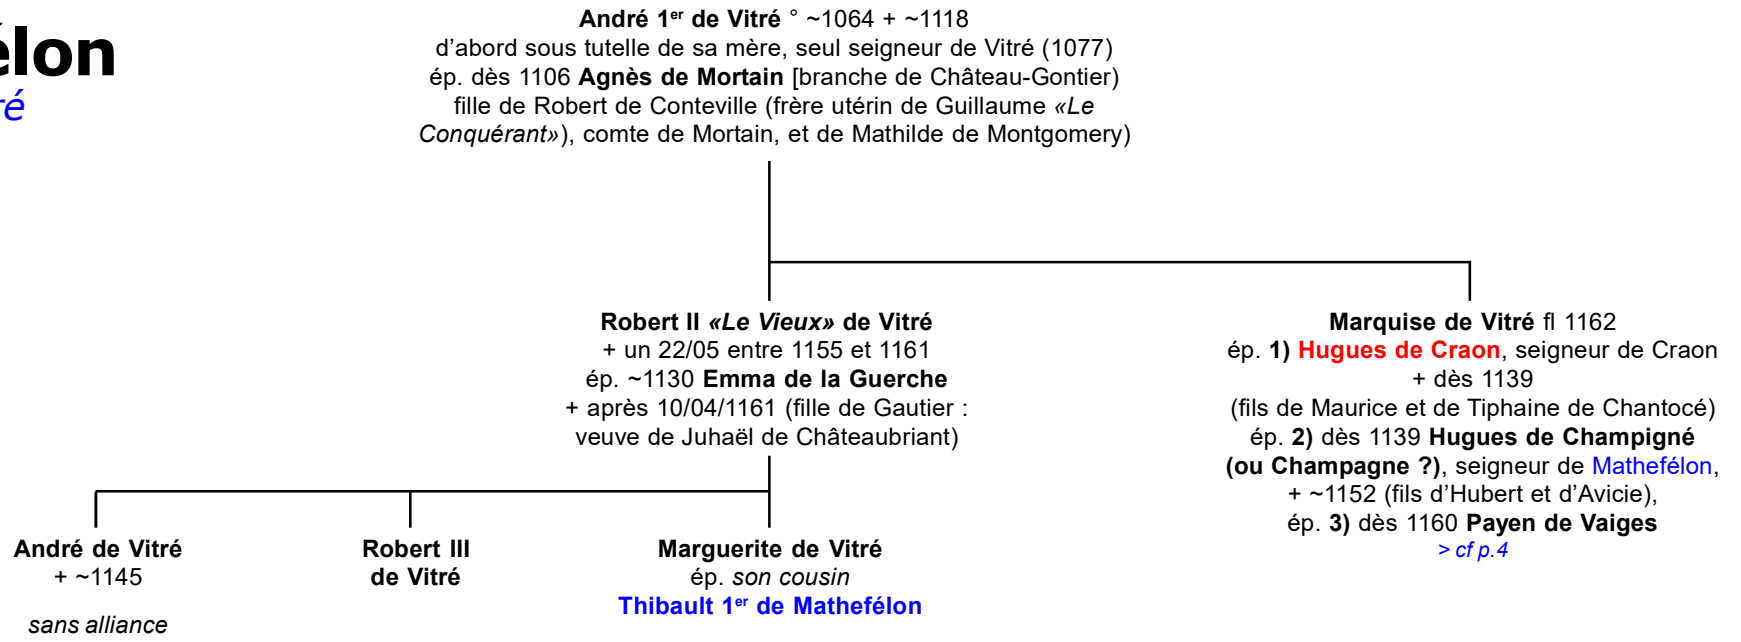 élon
ré
André 1er de Vitré ° ~1064 + ~1118
d’abord sous tutelle de sa mère, seul seigneur de Vitré (1077)
ép. dès 1106 Agnès de Mortain [branche de Château-Gontier)
fille de Robert de Conteville (frère utérin de Guillaume «Le
Conquérant»), comte de Mortain, et de Mathilde de Montgomery)
Robert II «Le Vieux» de Vitré
+ un 22/05 entre 1155 et 1161
ép. ~1130 Emma de la Guerche
+ après 10/04/1161 (fille de Gautier :
veuve de Juhaël de Châteaubriant)
Marquise de Vitré fl 1162
ép. 1) Hugues de Craon, seigneur de Craon
+ dès 1139
(fils de Maurice et de Tiphaine de Chantocé)
ép. 2) dès 1139 Hugues de Champigné
(ou Champagne ?), seigneur de Mathefélon,
+ ~1152 (fils d’Hubert et d’Avicie),
ép. 3) dès 1160 Payen de Vaiges
> cf p.4
André de Vitré
+ ~1145
sans alliance
Robert III
de Vitré
Marguerite de Vitré
ép. son cousin
Thibault 1er de Mathefélon